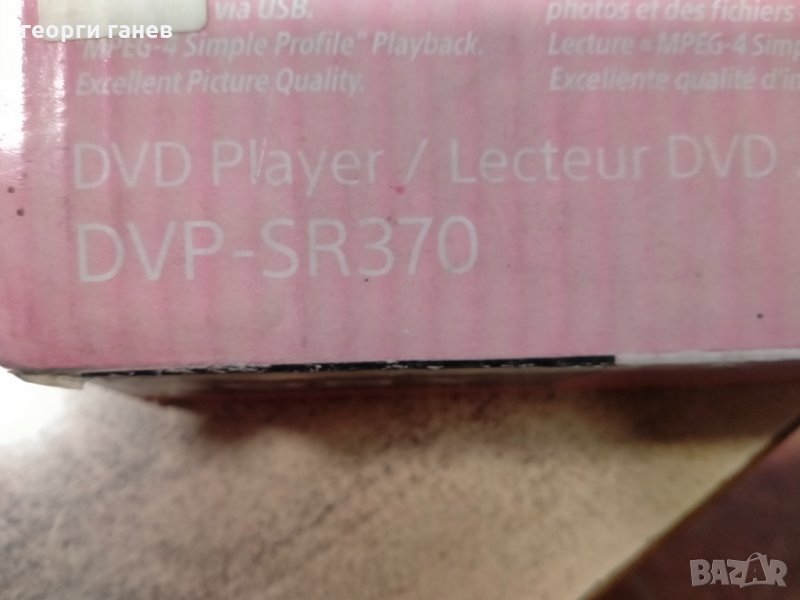 георги ганев
via USB.
"MPEG-4 Simple Profile" Playback.
Excellent Picture Quality.
photos et des fichiers
Lecture « MPEG-4 Simp
Excellente qualité d'im
DVD Player / Lecteur DVD
DVP-SR370
BAZAR